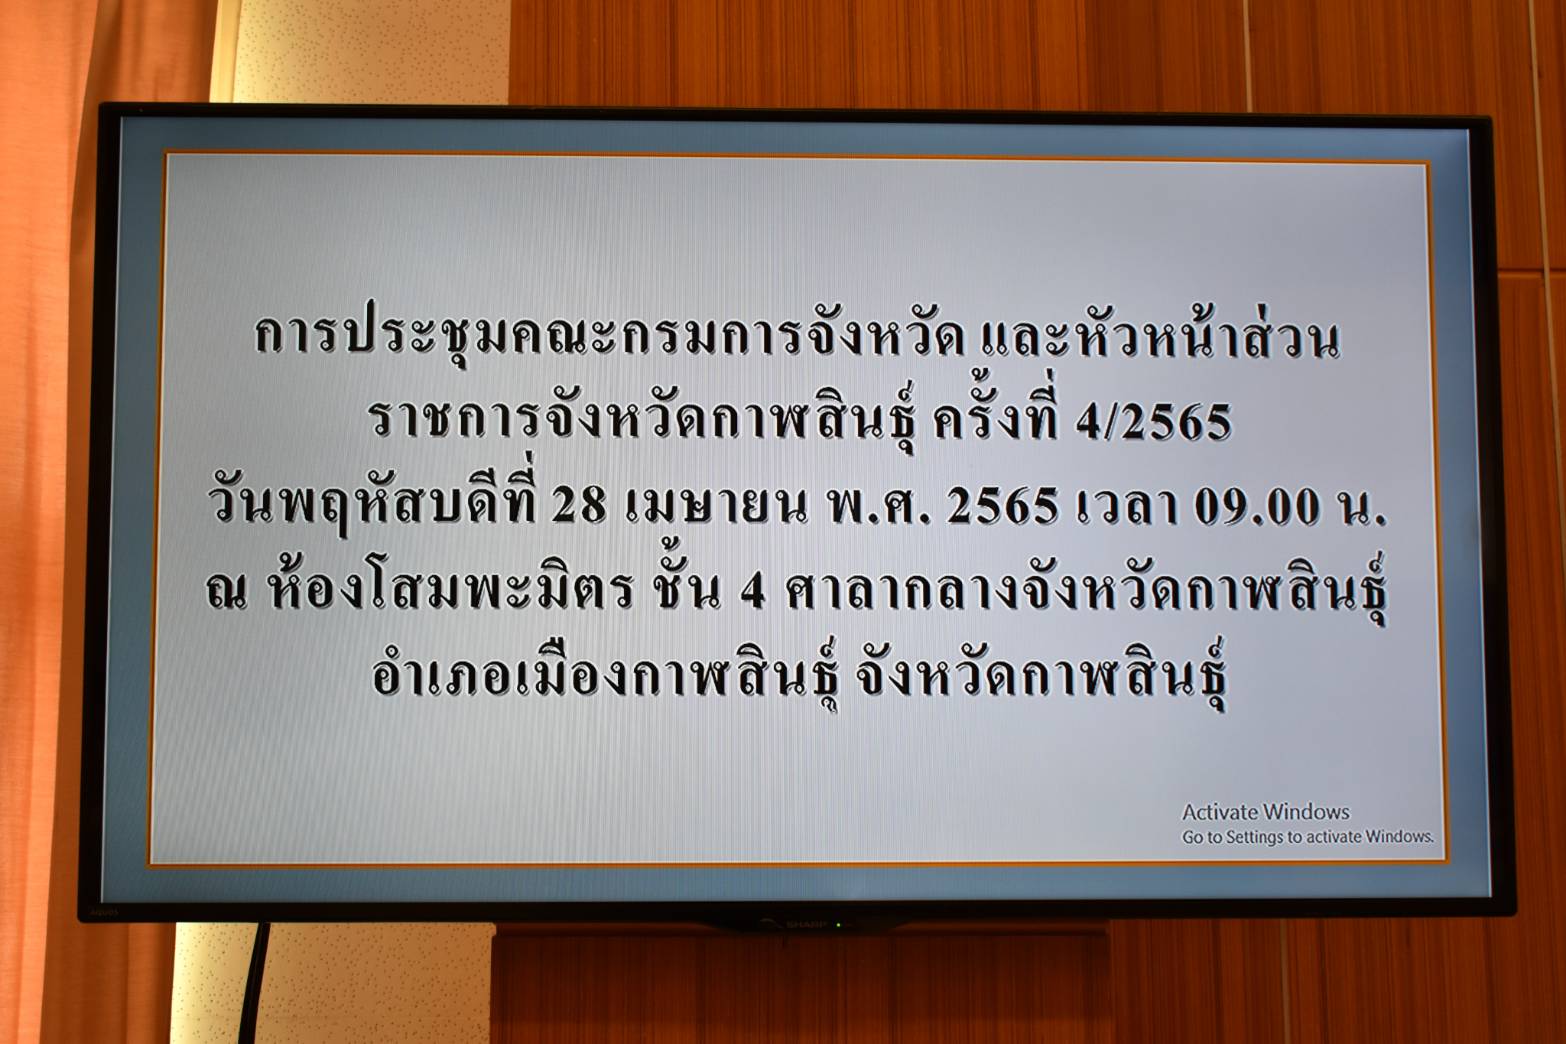 การประชุมคณะกรมการจังหวัด และหัวหน้าส่วน
ราชการจังหวัดกาฬสินธุ์ ครั้งที่ 4/2565
วันพฤหัสบดีที่ 28 เมษายน พ.ศ. 2565 เวลา 09.00 น.
ณ ห้องโสมพะมิตร ชั้น 4 ศาลากลางจังหวัดกาฬสินธุ์
อำเภอเมืองกาฬสินธุ์ จังหวัดกาฬสินธุ์
Activate Windows
Go to Settings to activate Windows.
AQUOS
SHARP